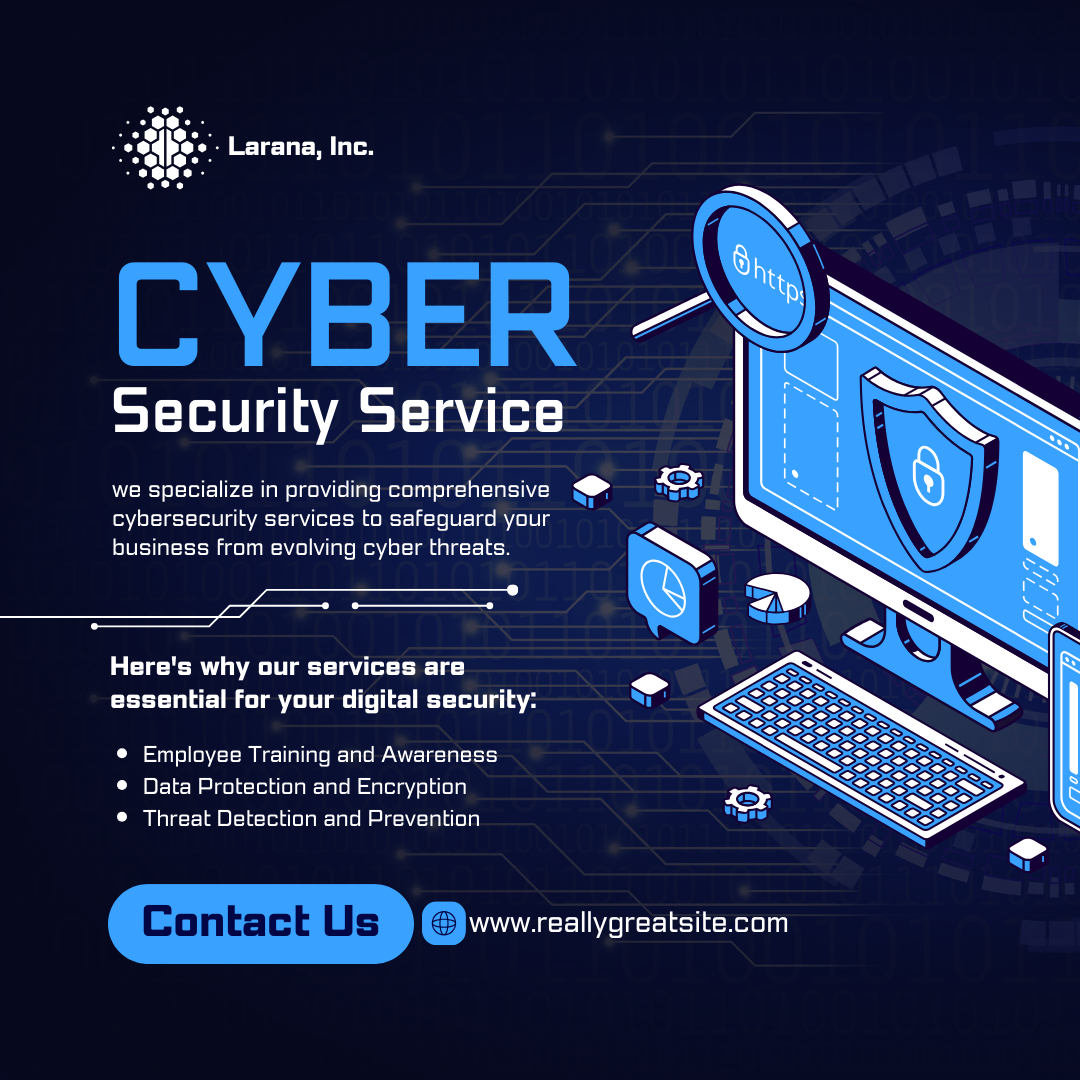 Larana, Inc.
CYBER
Security Service
https
we specialize in providing comprehensive
cybersecurity services to safeguard your
business from evolving cyber threats.
Here's why our services are
essential for your digital security:
Employee Training and Awareness
Data Protection and Encryption
Threat Detection and Prevention
Contact Us
www.reallygreatsite.com